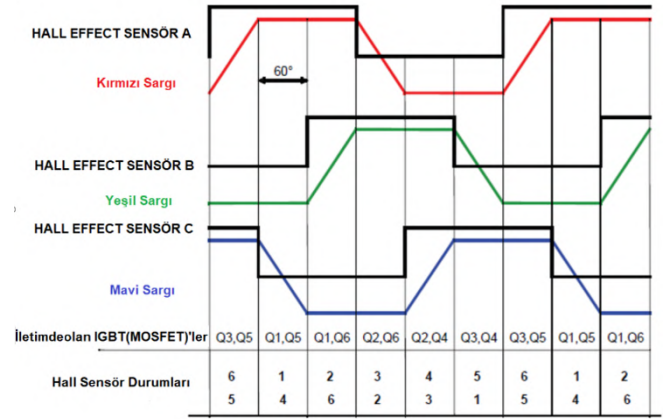 HALL EFFECT SENSÖR A
Kırmızı Sargı
60°
HALL EFFECT SENSÖR B
Yeşil Sargı
HALL EFFECT SENSÖR C
Mavi Sargı
İletimdeolan IGBT(MOSFET)'ler Q3,Q5 Q1,Q5 Q1,Q6 Q2,Q6 Q2,Q4 Q3,Q4 Q3,Q5 Q1,Q5 Q1,Q6
Hall Sensör Durumları
6 1 2 3 4 5 6 1 2
5 4 6 2 3 1 5 4 6